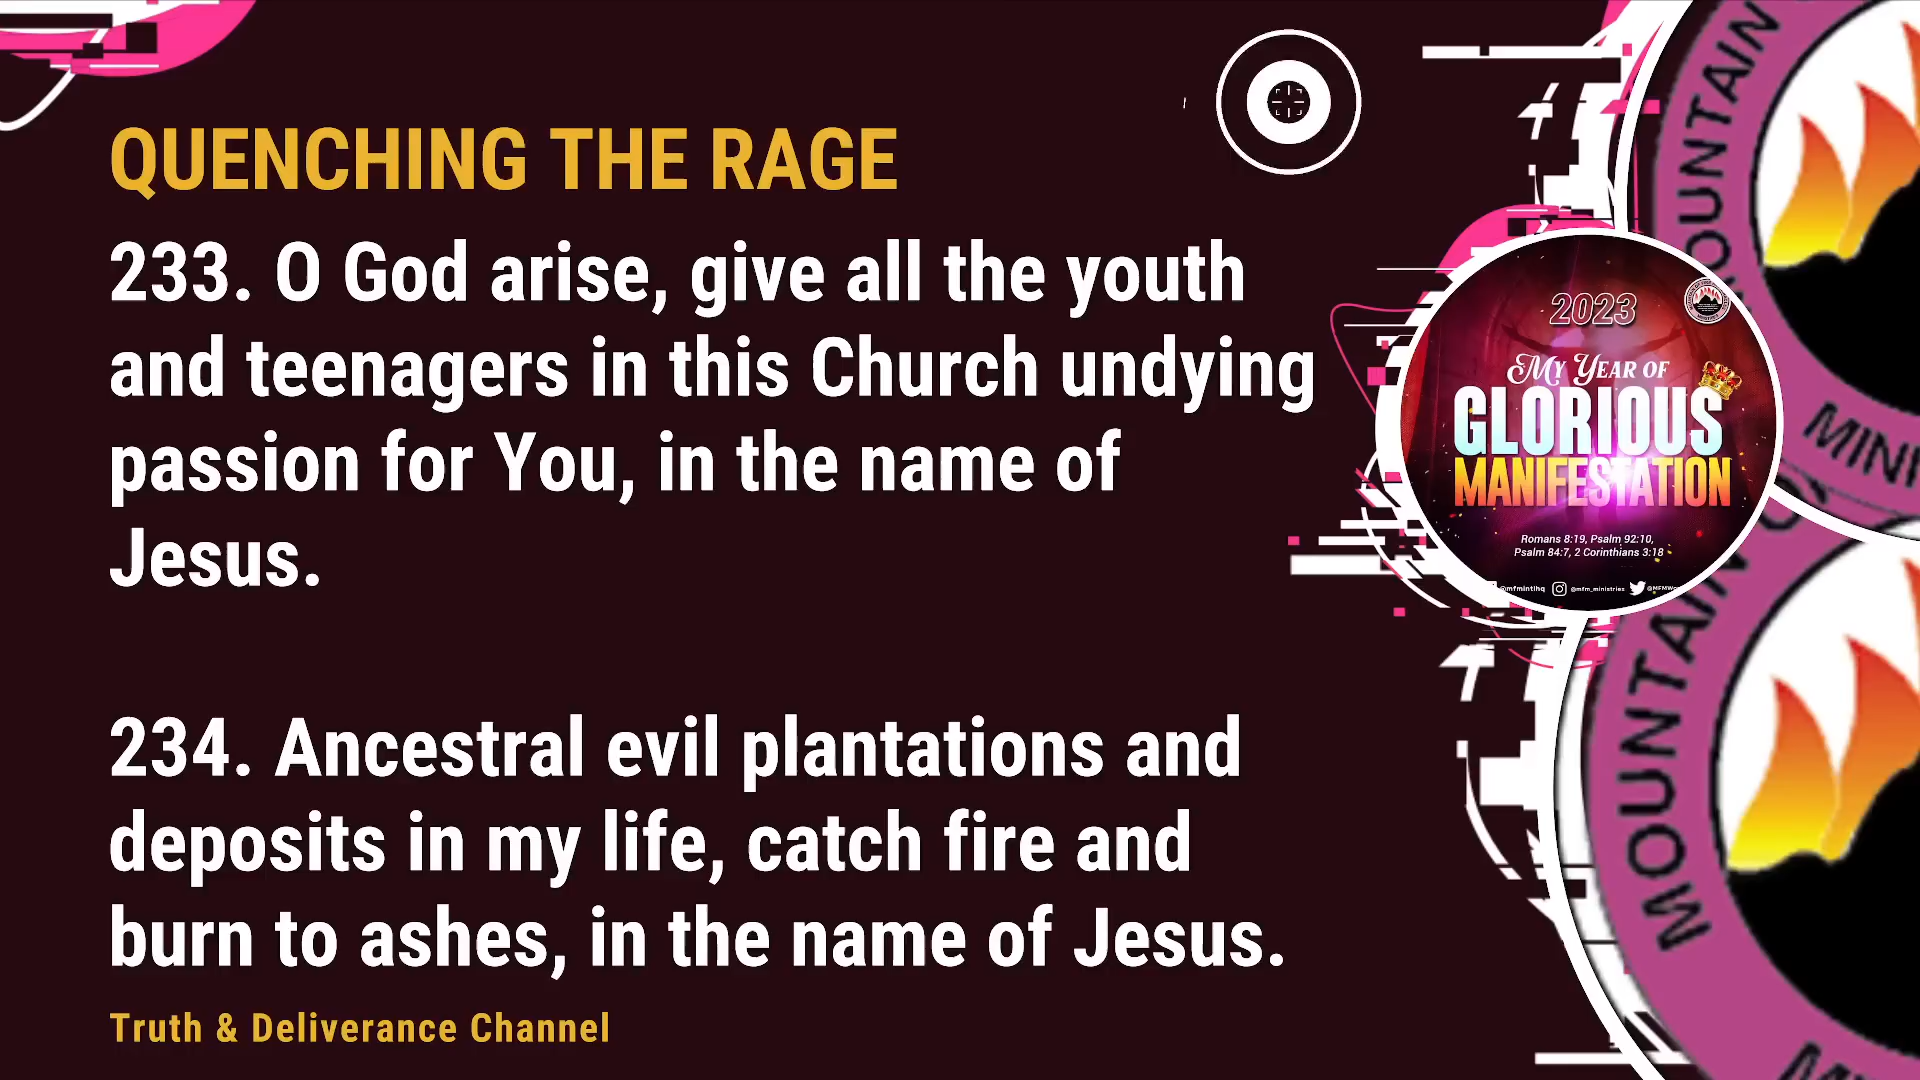 QUENCHING THE RAGE
233. O God arise, give all the youth
and teenagers in this Church undying
passion for You, in the name of
Jesus.
234. Ancestral evil plantations and
deposits in my life, catch fire and
burn to ashes, in the name of Jesus.
Truth & Deliverance Channel
2023
My Year of
GLORIOUS
MANIFESTATION
Romans 8:19, Psalm 92:10,
Psalm 84:7, 2 Corinthians 3:18
@mfmintlhq @mfm_ministries
MOUNTAIN
MOUNTAIN OF